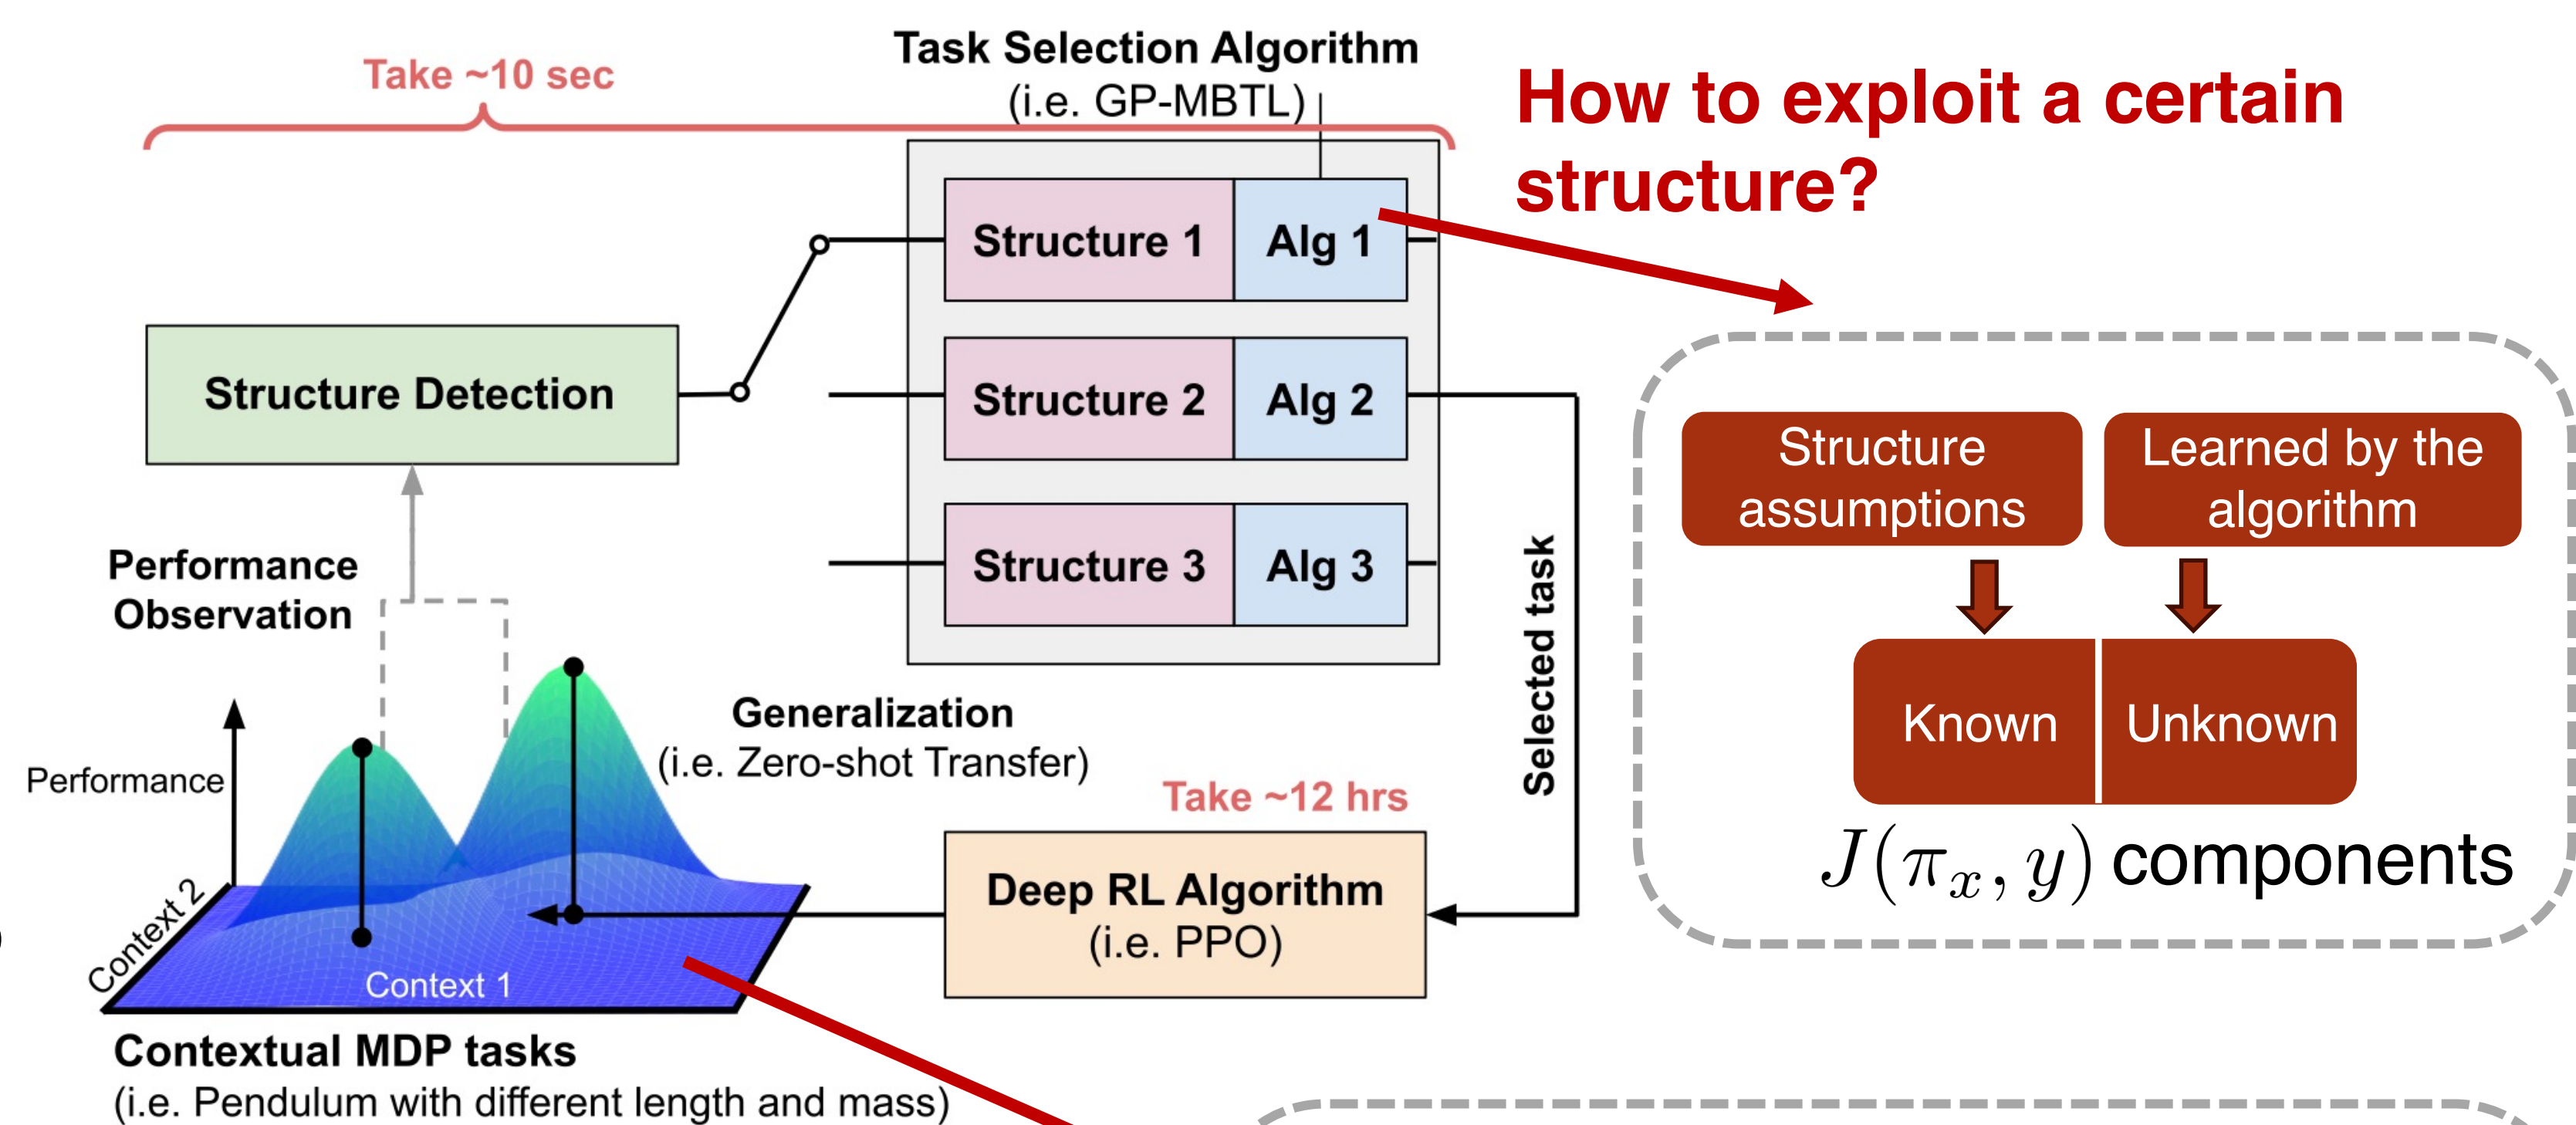 Take ~10 sec
Task Selection Algorithm
(i.e. GP-MBTL)
How to exploit a certain
structure?
Structure 1
Alg 1
Structure Detection
Structure 2
Alg 2
Structure 3
Alg 3
Structure
assumptions
Learned by the
algorithm
Known
Unknown
J(πₓ, y) components
Performance
Observation
Selected task
Generalization
(i.e. Zero-shot Transfer)
Performance
Take ~12 hrs
Deep RL Algorithm
(i.e. PPO)
Context 2
Context 1
Contextual MDP tasks
(i.e. Pendulum with different length and mass)